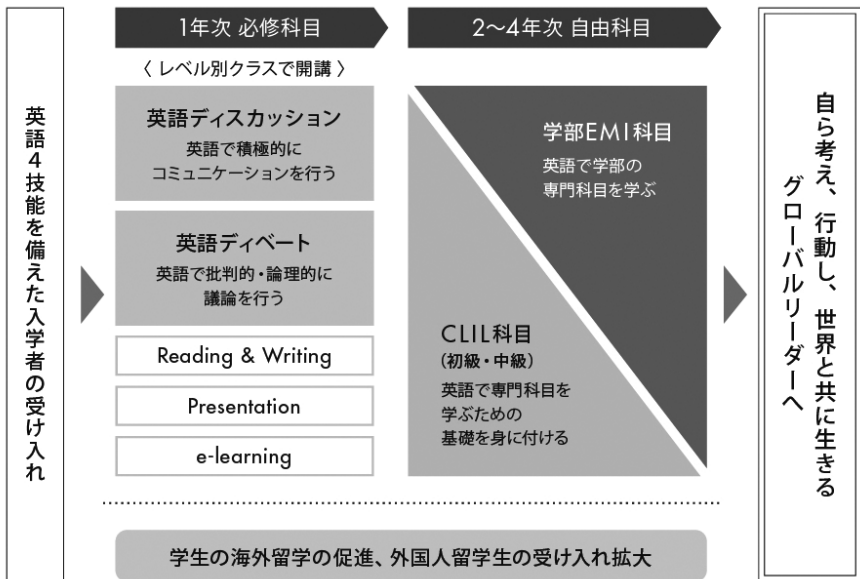 英語4技能を備えた入学者の受け入れ
1年次 必修科目
〈 レベル別クラスで開講 〉
英語ディスカッション
英語で積極的に
コミュニケーションを行う
英語ディベート
英語で批判的・論理的に
議論を行う
Reading & Writing
Presentation
e-learning
2〜4年次 自由科目
学部EMI科目
英語で学部の
専門科目を学ぶ
CLIL科目
(初級・中級)
英語で専門科目を
学ぶための
基礎を身に付ける
自ら考え、行動し、世界と共に生きる
グローバルリーダーへ
学生の海外留学の促進、外国人留学生の受け入れ拡大